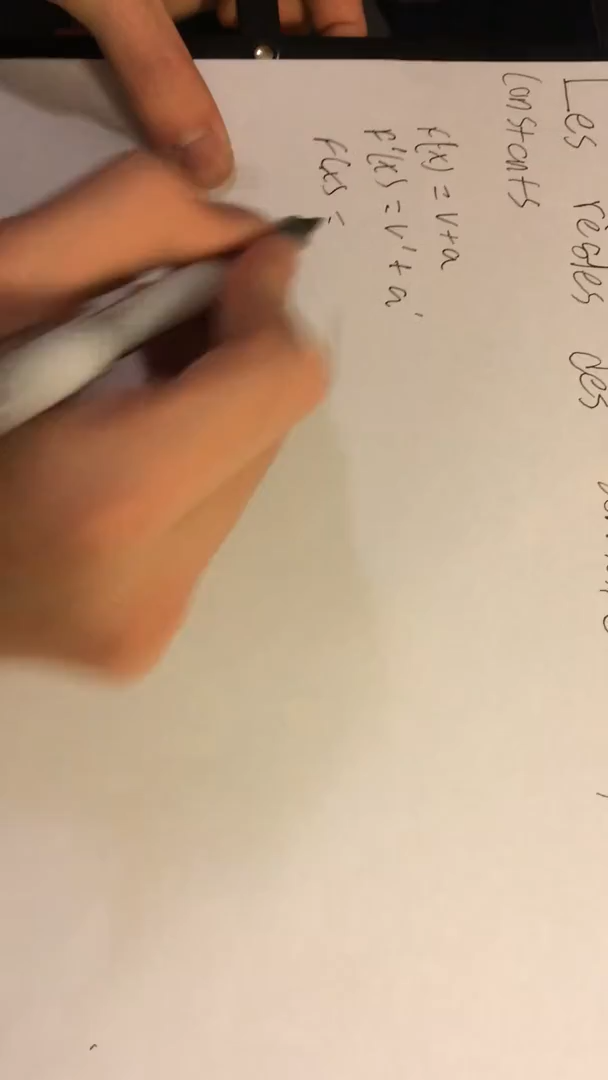 Les règles des
constants
f(x) = v+a
f'(x) = v' + a'
f(x) =